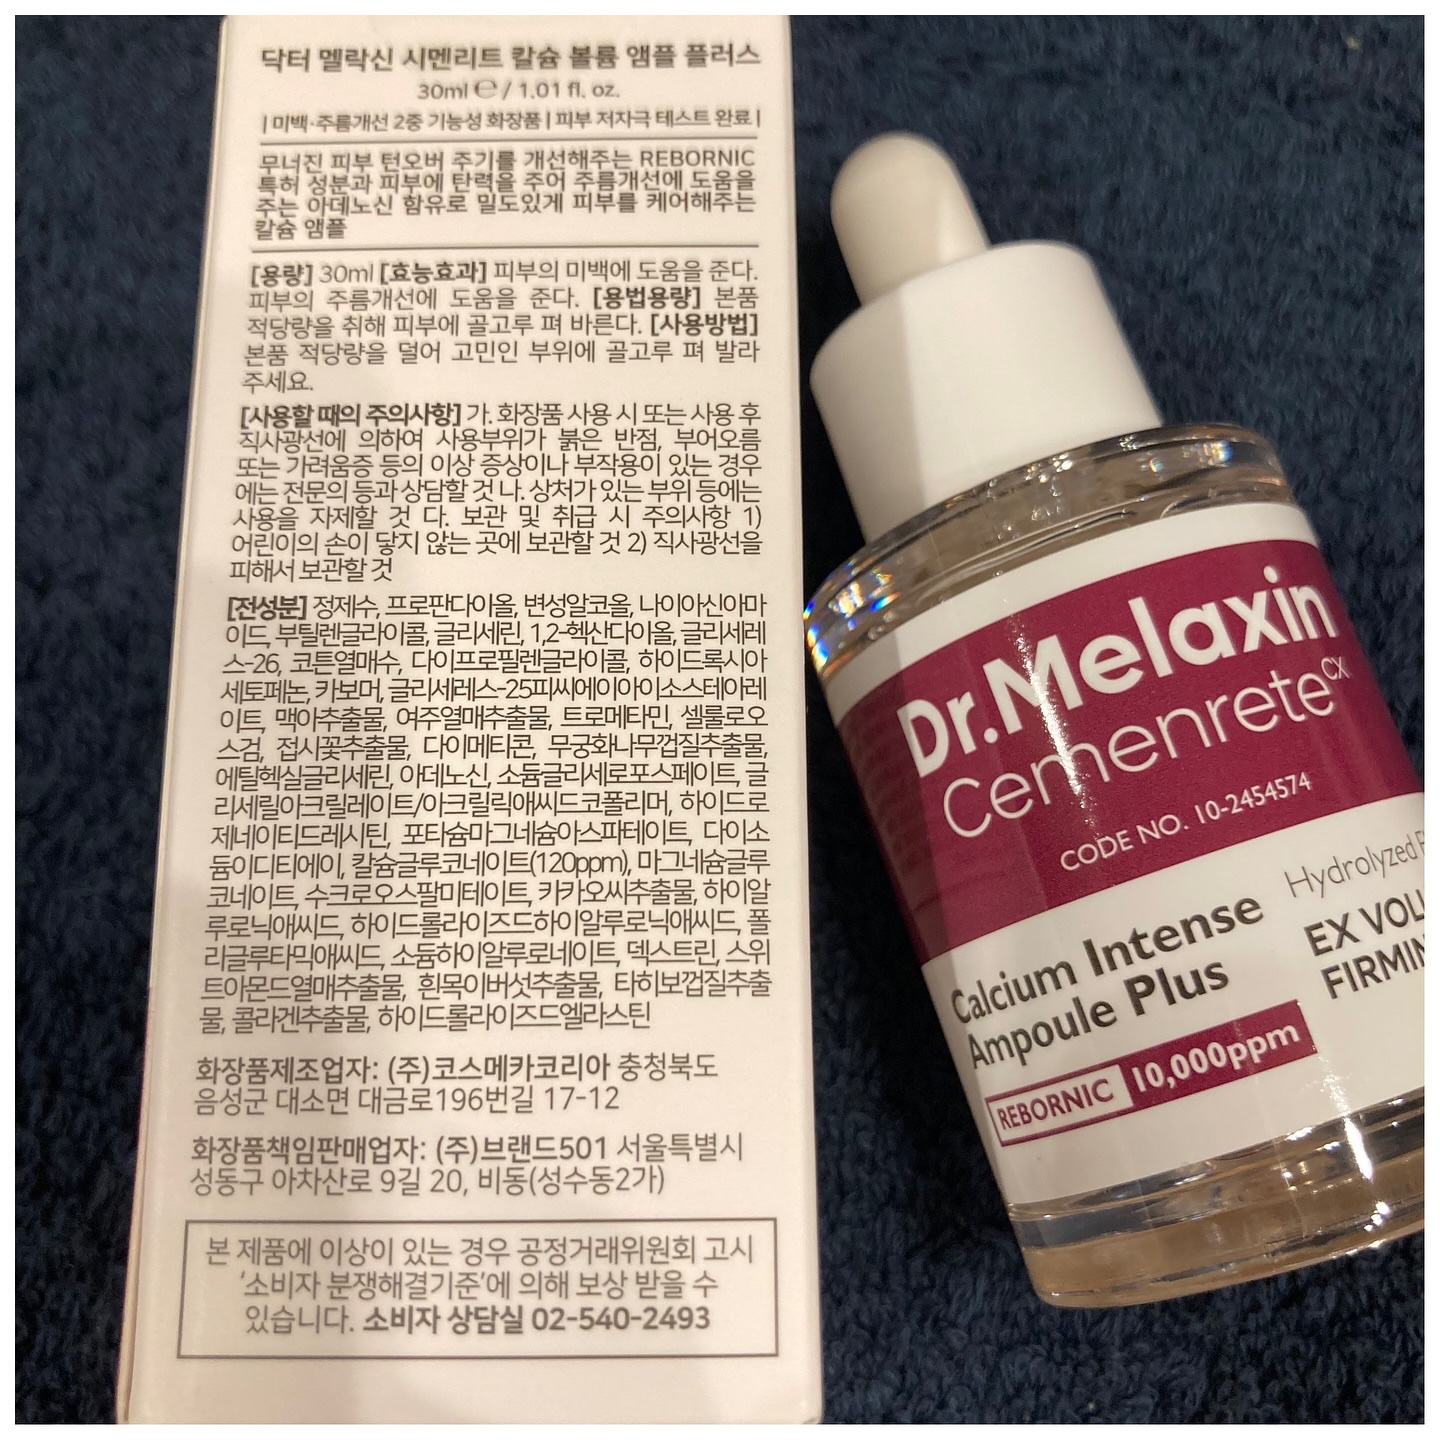 닥터 멜락신 시멘리트 칼슘 볼륨 앰플 플러스
30ml ℮ / 1.01 fl. oz.
| 미백·주름개선 2중 기능성 화장품 | 피부 저자극 테스트 완료 |
무너진 피부 턴오버 주기를 개선해주는 REBORNIC
특허 성분과 피부에 탄력을 주어 주름개선에 도움을
주는 아데노신 함유로 밀도있게 피부를 케어해주는
칼슘 앰플
[용량] 30ml [효능효과] 피부의 미백에 도움을 준다.
피부의 주름개선에 도움을 준다. [용법용량] 본품
적당량을 취해 피부에 골고루 펴 바른다. [사용방법]
본품 적당량을 덜어 고민인 부위에 골고루 펴 발라
주세요.
[사용할 때의 주의사항] 가. 화장품 사용 시 또는 사용 후
직사광선에 의하여 사용부위가 붉은 반점, 부어오름
또는 가려움증 등의 이상 증상이나 부작용이 있는 경우
에는 전문의 등과 상담할 것 나. 상처가 있는 부위 등에는
사용을 자제할 것 다. 보관 및 취급 시 주의사항 1)
어린이의 손이 닿지 않는 곳에 보관할 것 2) 직사광선을
피해서 보관할 것
[전성분] 정제수, 프로판다이올, 변성알코올, 나이아신아마
이드, 부틸렌글라이콜, 글리세린, 1,2-헥산다이올, 글리세레
스-26, 코튼열매수, 다이프로필렌글라이콜, 하이드록시아
세토페논, 카보머, 글리세레스-25피씨에이아이소스테아레
이트, 맥아추출물, 여주열매추출물, 트로메타민, 셀룰로오
스검, 접시꽃추출물, 다이메티콘, 무궁화나무껍질추출물,
에틸헥실글리세린, 아데노신, 소듐글리세로포스페이트, 글
리세릴아크릴레이트/아크릴릭애씨드코폴리머, 하이드로
제네이티드레시틴, 포타슘마그네슘아스파테이트, 다이소
듐이디티에이, 칼슘글루코네이트(120ppm), 마그네슘글루
코네이트, 수크로오스팔미테이트, 카카오씨추출물, 하이알
루로닉애씨드, 하이드롤라이즈드하이알루로닉애씨드, 폴
리글루타믹애씨드, 소듐하이알루로네이트, 덱스트린, 스위
트아몬드열매추출물, 흰목이버섯추출물, 타히보껍질추출
물, 콜라겐추출물, 하이드롤라이즈드엘라스틴
화장품제조업자: (주)코스메카코리아 충청북도
음성군 대소면 대금로196번길 17-12
화장품책임판매업자: (주)브랜드501 서울특별시
성동구 아차산로 9길 20, 비동(성수동2가)
본 제품에 이상이 있는 경우 공정거래위원회 고시
'소비자 분쟁해결기준'에 의해 보상 받을 수
있습니다. 소비자 상담실 02-540-2493
Dr.Melaxin
Cemenrete CX
CODE NO. 10-2454574
Calcium Intense
Ampoule Plus
REBORNIC 10,000ppm
Hydrolyzed
EX VOL
FIRMIN